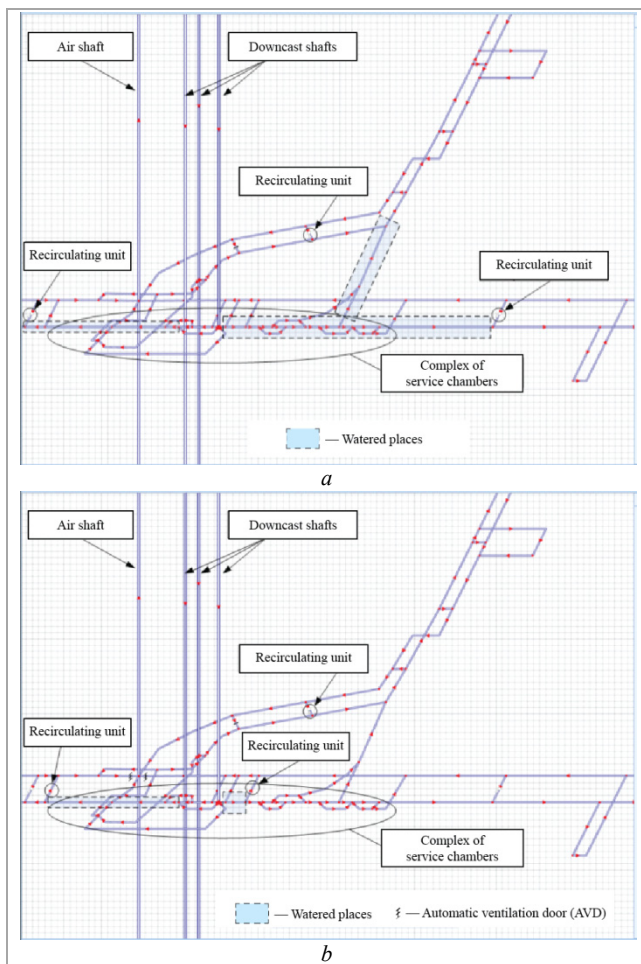 Air shaft
Downcast shafts
Recirculating unit
Recirculating unit
Recirculating unit
Complex of
service chambers
— Watered places
a
Air shaft
Downcast shafts
Recirculating unit
Recirculating unit
Recirculating unit
Complex of
service chambers
— Watered places
— Automatic ventilation door (AVD)
b